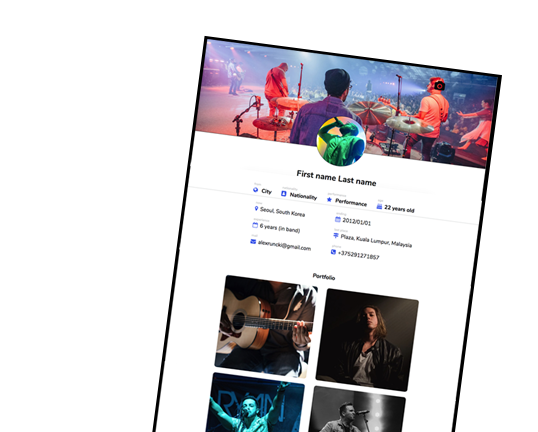 First name Last name
City
Nationality
Performance
22 years old
Seoul, South Korea
2012/01/01
6 years (in band)
Plaza, Kuala Lumpur, Malaysia
alexruncki@gmail.com
+375291271857
Portfolio